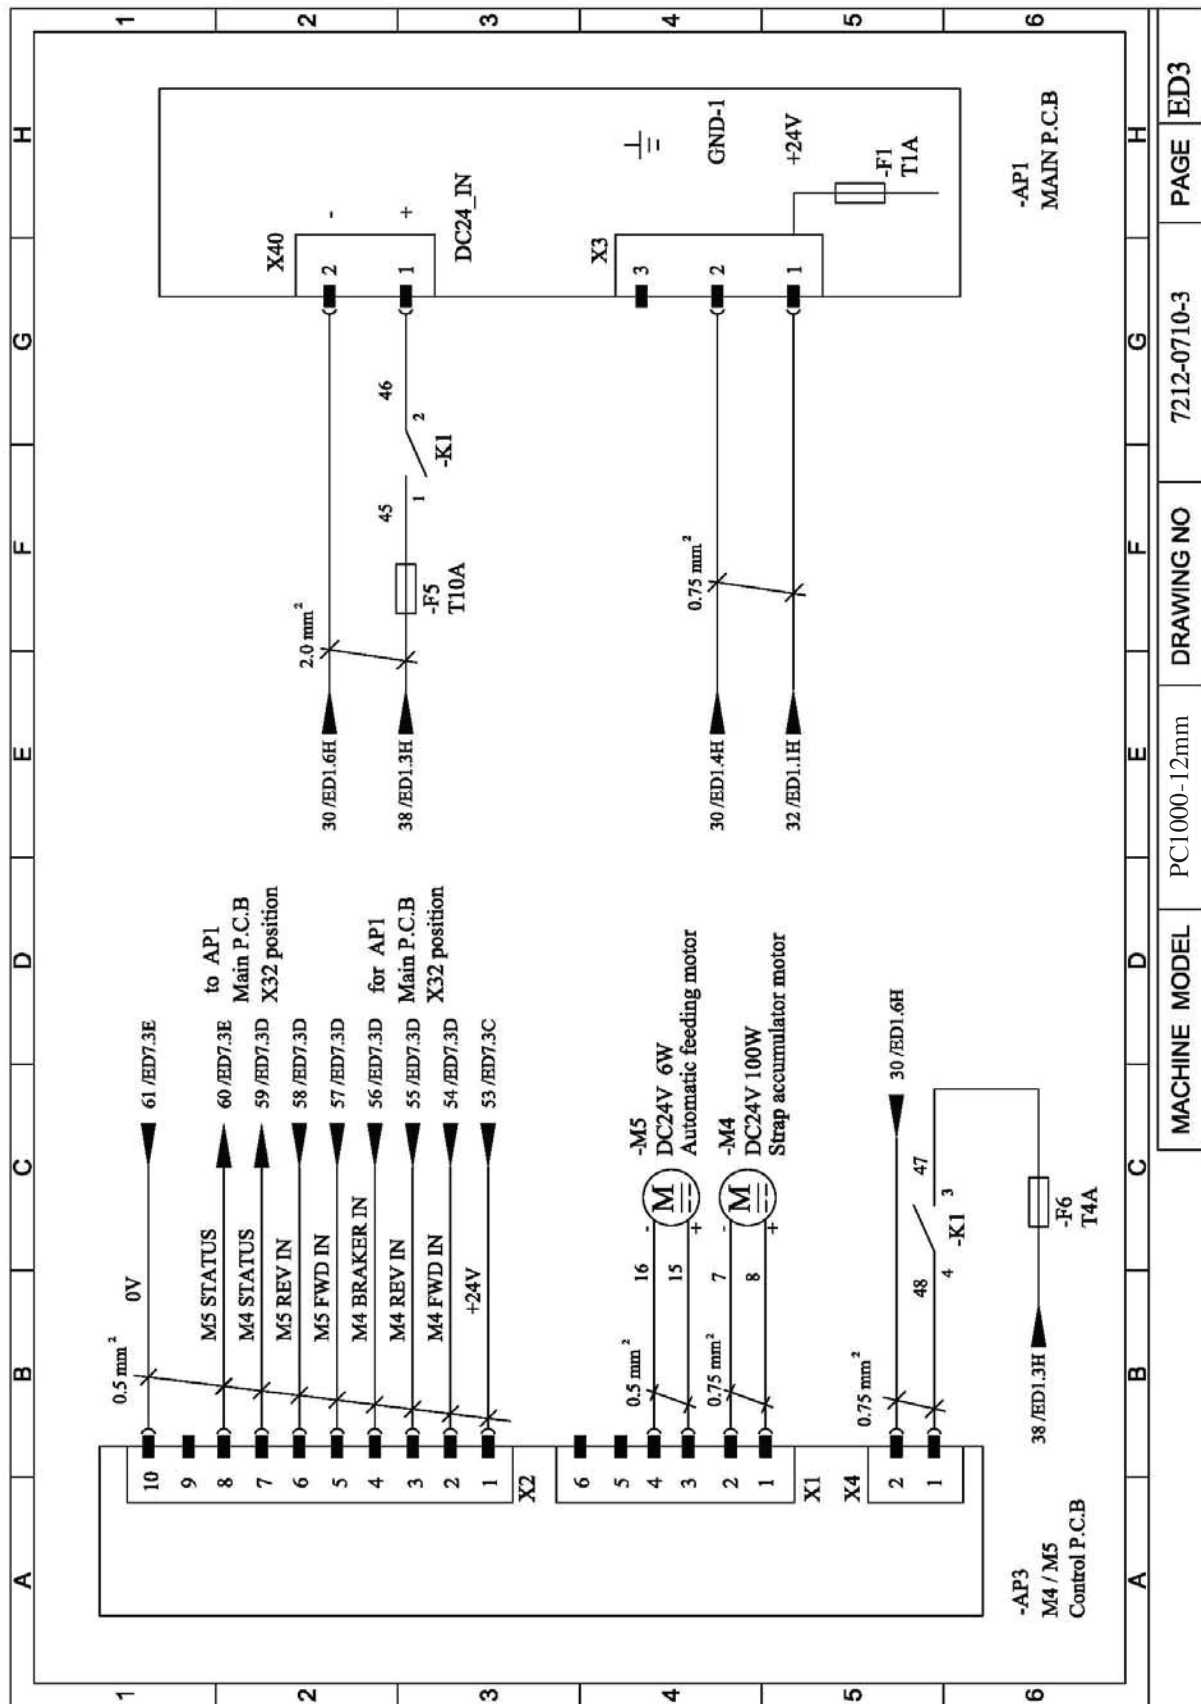 A B C D E F G H
1
2
3
4
5
6
-AP3
M4 / M5
Control P.C.B
X2
10
9
8
7
6
5
4
3
2
1
0.5 mm²
0V
M5 STATUS
M4 STATUS
M5 REV IN
M5 FWD IN
M4 BRAKER IN
M4 REV IN
M4 FWD IN
+24V
61 /ED7.3E
60 /ED7.3E
59 /ED7.3D
58 /ED7.3D
57 /ED7.3D
56 /ED7.3D
55 /ED7.3D
54 /ED7.3D
53 /ED7.3C
to AP1
Main P.C.B
X32 position
for AP1
Main P.C.B
X32 position
X1
6
5
4
3
2
1
0.5 mm²
16
15
- +
M
-M5
DC24V 6W
Automatic feeding motor
0.75 mm²
7
8
- +
M
-M4
DC24V 100W
Strap accumulator motor
X4
2
1
0.75 mm²
30 /ED1.6H
48
4
-K1
3
47
38 /ED1.3H
-F6
T4A
30 /ED1.6H
38 /ED1.3H
2.0 mm²
-F5
T10A
45
1
-K1
2
46
X40
2 -
1 +
DC24_IN
30 /ED1.4H
32 /ED1.1H
0.75 mm²
X3
3
2
1
GND-1
+24V
-F1
T1A
-AP1
MAIN P.C.B
1
2
3
4
5
6
A B C D E F G H
MACHINE MODEL PC1000-12mm DRAWING NO 7212-0710-3 PAGE ED3